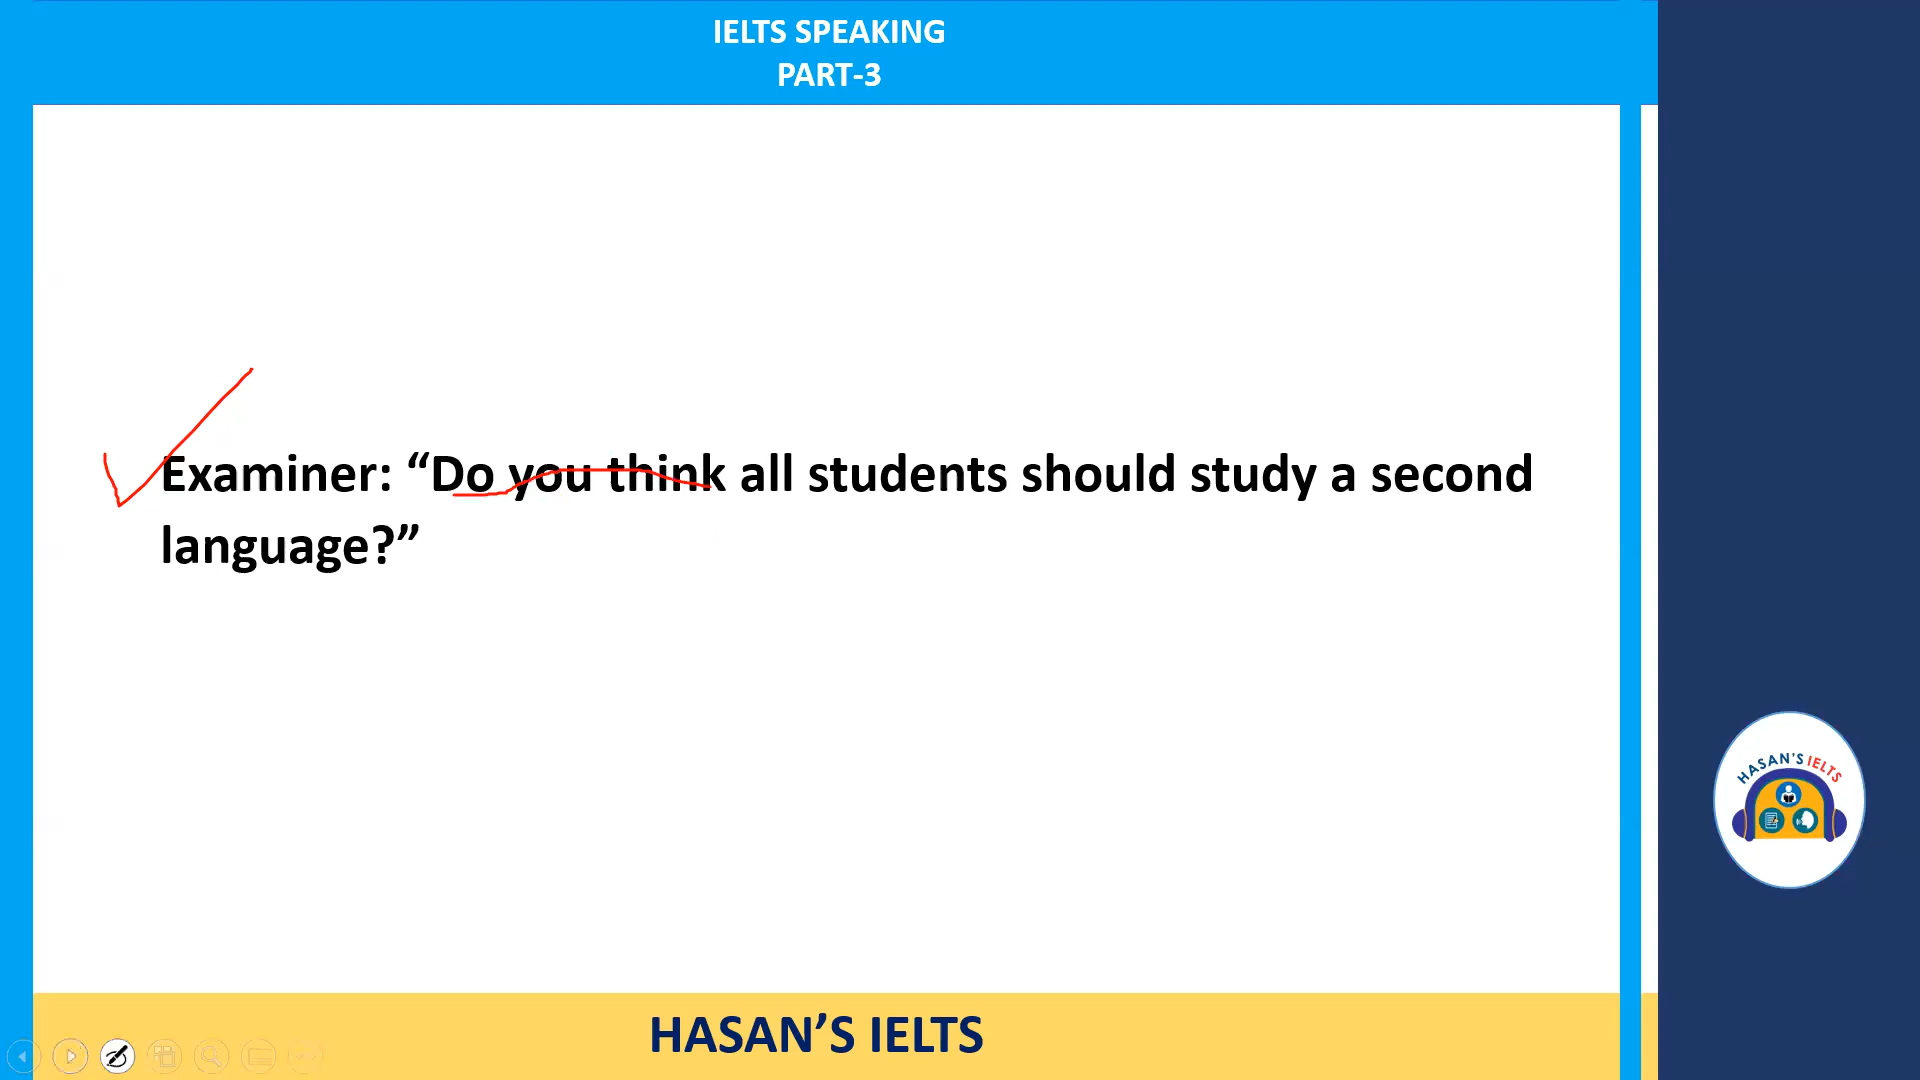 IELTS SPEAKING
PART-3
Examiner: “Do you think all students should study a second
language?”
HASAN'S IELTS
HASAN’S IELTS